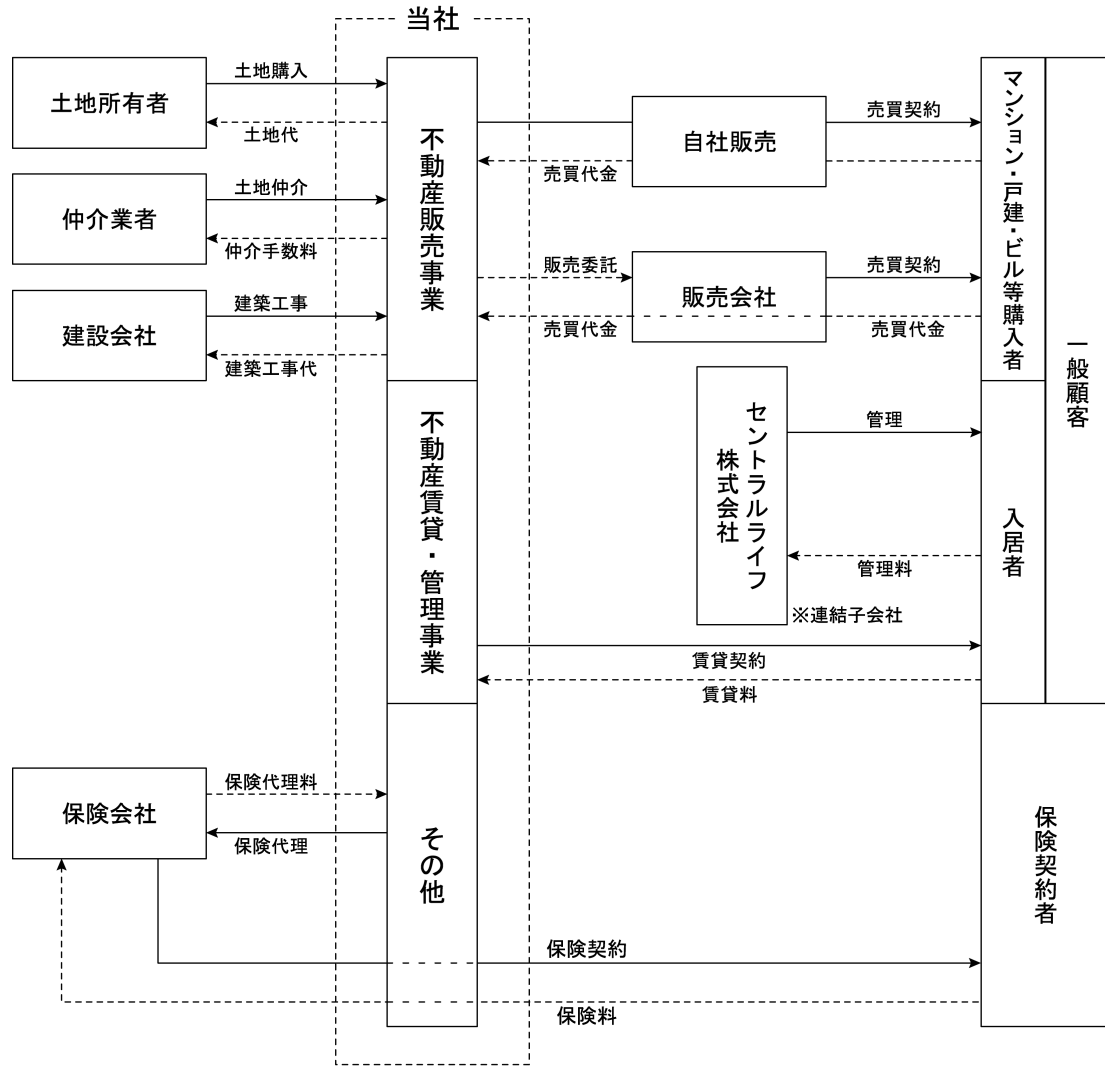 当社
土地所有者
土地購入
土地代
仲介業者
土地仲介
仲介手数料
建設会社
建築工事
建築工事代
不動産販売事業
自社販売
売買契約
売買代金
販売委託
販売会社
売買契約
売買代金
売買代金
マンション・戸建・ビル等購入者
一般顧客
不動産賃貸・管理事業
セントラルライフ
株式会社
※連結子会社
管理
管理料
入居者
賃貸契約
賃貸料
保険会社
保険代理料
保険代理
その他
保険契約
保険料
保険契約者